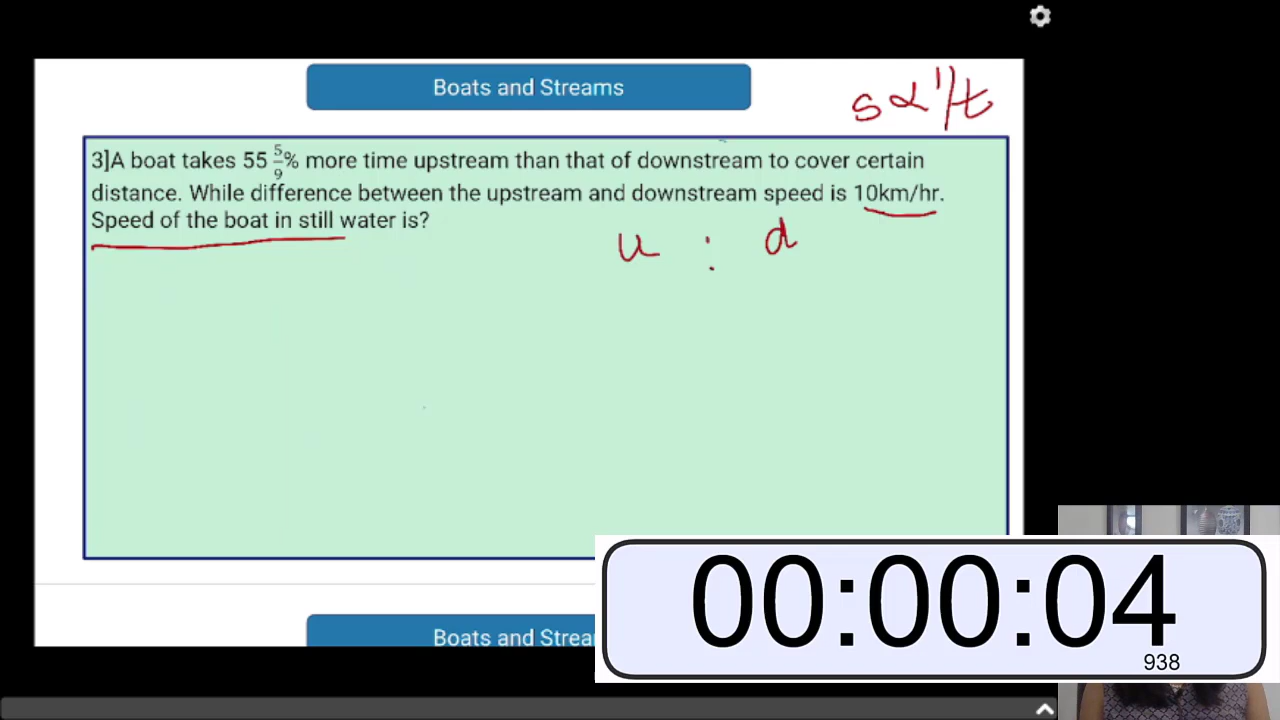 Boats and Streams
s α 1/t
3]A boat takes 55 5/9% more time upstream than that of downstream to cover certain
distance. While difference between the upstream and downstream speed is 10km/hr.
Speed of the boat in still water is?
u : d
00:00:04
938
Boats and Strea